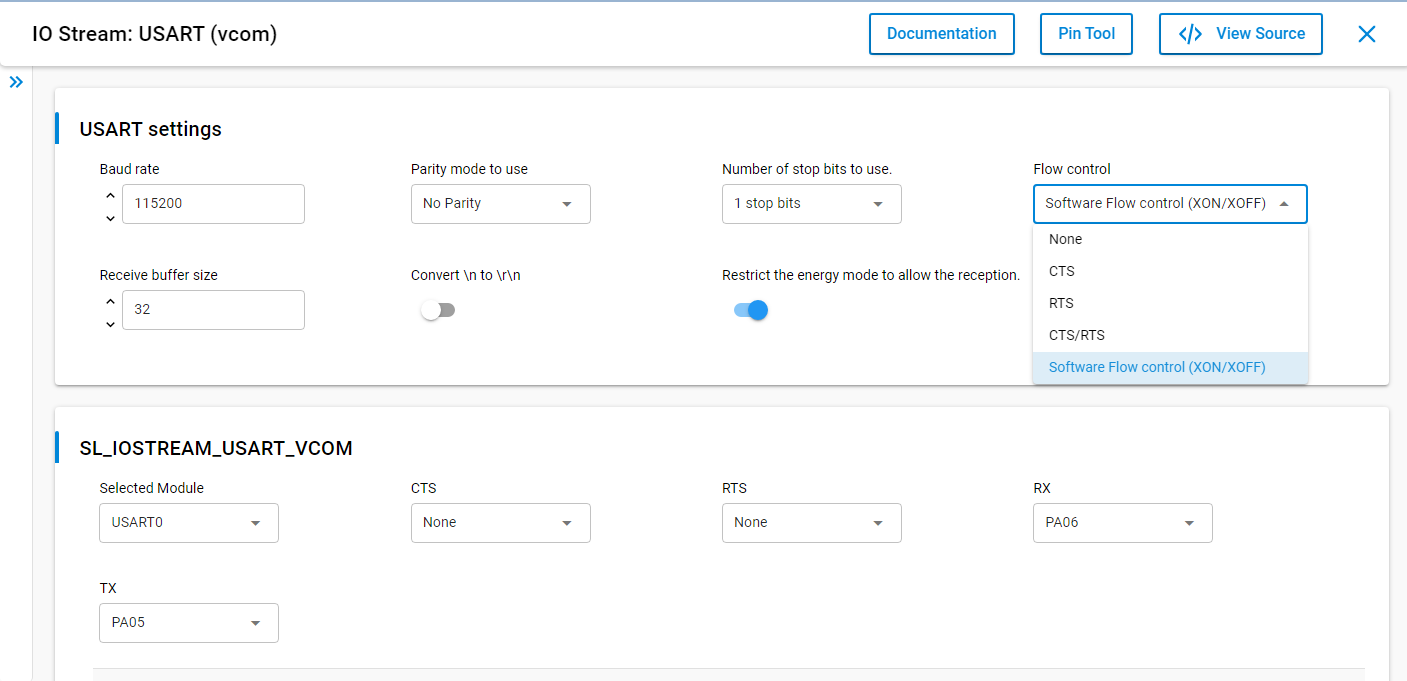 IO Stream: USART (vcom)
Documentation
Pin Tool
</> View Source
USART settings
Baud rate
115200
Parity mode to use
No Parity
Number of stop bits to use.
1 stop bits
Flow control
Software Flow control (XON/XOFF)
None
CTS
RTS
CTS/RTS
Software Flow control (XON/XOFF)
Receive buffer size
32
Convert \n to \r\n
Restrict the energy mode to allow the reception.
SL_IOSTREAM_USART_VCOM
Selected Module
USART0
CTS
None
RTS
None
RX
PA06
TX
PA05